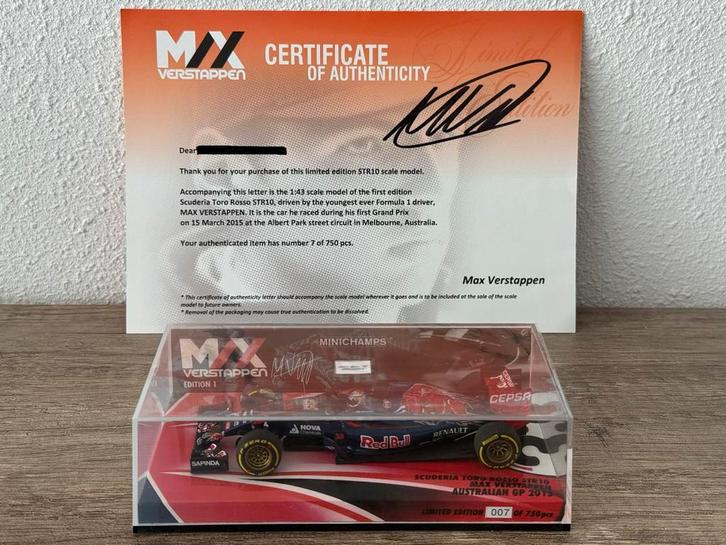 MAX
VERSTAPPEN
CERTIFICATE
OF AUTHENTICITY
Limited
Edition
Dear
Thank you for your purchase of this limited edition STR10 scale model.
Accompanying this letter is the 1:43 scale model of the first edition
Scuderia Toro Rosso STR10, driven by the youngest ever Formula 1 driver,
MAX VERSTAPPEN. It is the car he raced during his first Grand Prix
on 15 March 2015 at the Albert Park street circuit in Melbourne, Australia.
Your authenticated item has number 7 of 750 pcs.
Max Verstappen
* This certificate of authenticity letter should accompany the scale model wherever it goes and is to be included at the sale of the scale
model to future owners.
* Removal of the packaging may cause true authentication to be dissolved.
MINICHAMPS
MAX
VERSTAPPEN
EDITION 1
CEPSA
NOVA
Red Bull
RENAULT
P ZERO
SAPINDA
SCUDERIA TORO ROSSO STR10
MAX VERSTAPPEN
AUSTRALIAN GP 2015
LIMITED EDITION 007 OF 750pcs